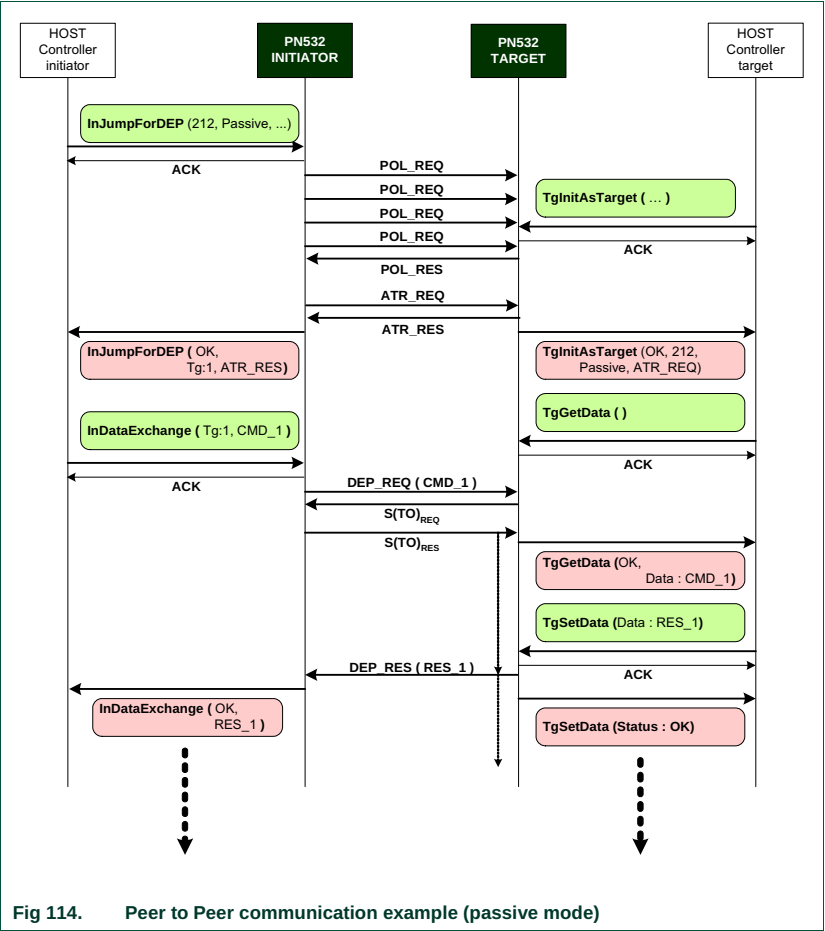 HOST
Controller
initiator
PN532
INITIATOR
PN532
TARGET
HOST
Controller
target
InJumpForDEP (212, Passive, ...)
ACK
POL_REQ
POL_REQ
TgInitAsTarget ( … )
POL_REQ
POL_REQ
ACK
POL_RES
ATR_REQ
ATR_RES
InJumpForDEP ( OK,
Tg:1, ATR_RES)
TgInitAsTarget (OK, 212,
Passive, ATR_REQ)
TgGetData ( )
InDataExchange ( Tg:1, CMD_1 )
ACK
ACK
DEP_REQ ( CMD_1 )
S(TO)REQ
S(TO)RES
TgGetData (OK,
Data : CMD_1)
TgSetData (Data : RES_1)
DEP_RES ( RES_1 )
ACK
InDataExchange ( OK,
RES_1 )
TgSetData (Status : OK)
Fig 114. Peer to Peer communication example (passive mode)